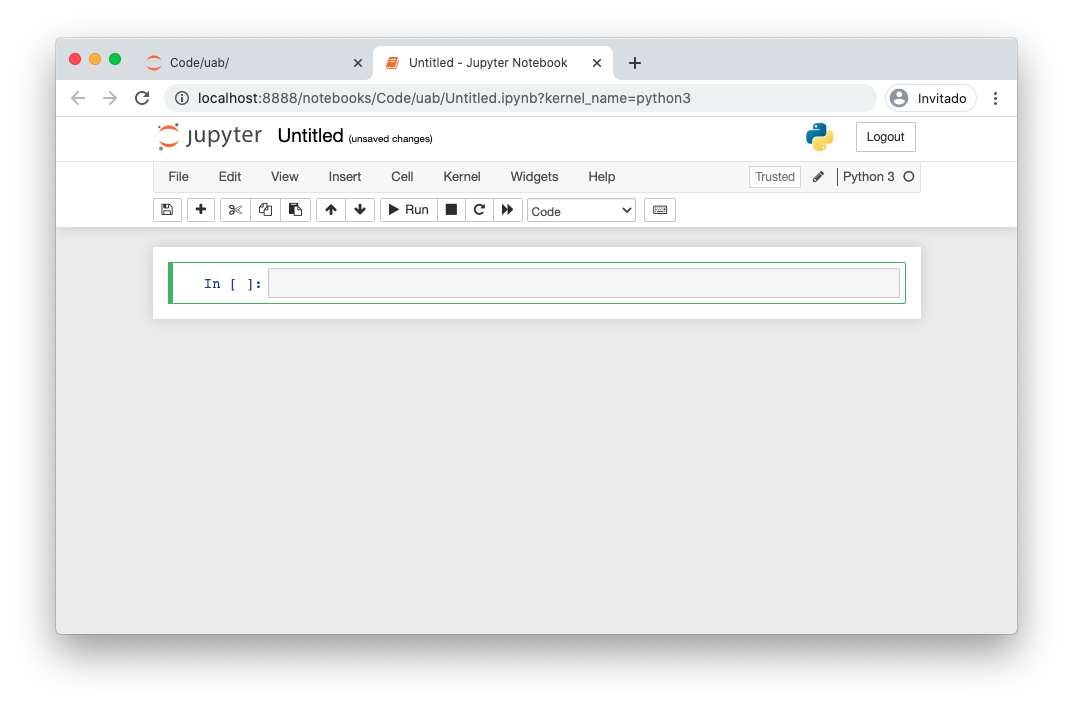 Code/uab/
Untitled - Jupyter Notebook
localhost:8888/notebooks/Code/uab/Untitled.ipynb?kernel_name=python3
Invitado
jupyter Untitled (unsaved changes)
Logout
File Edit View Insert Cell Kernel Widgets Help
Trusted
Python 3
Run
Code
In [ ]: